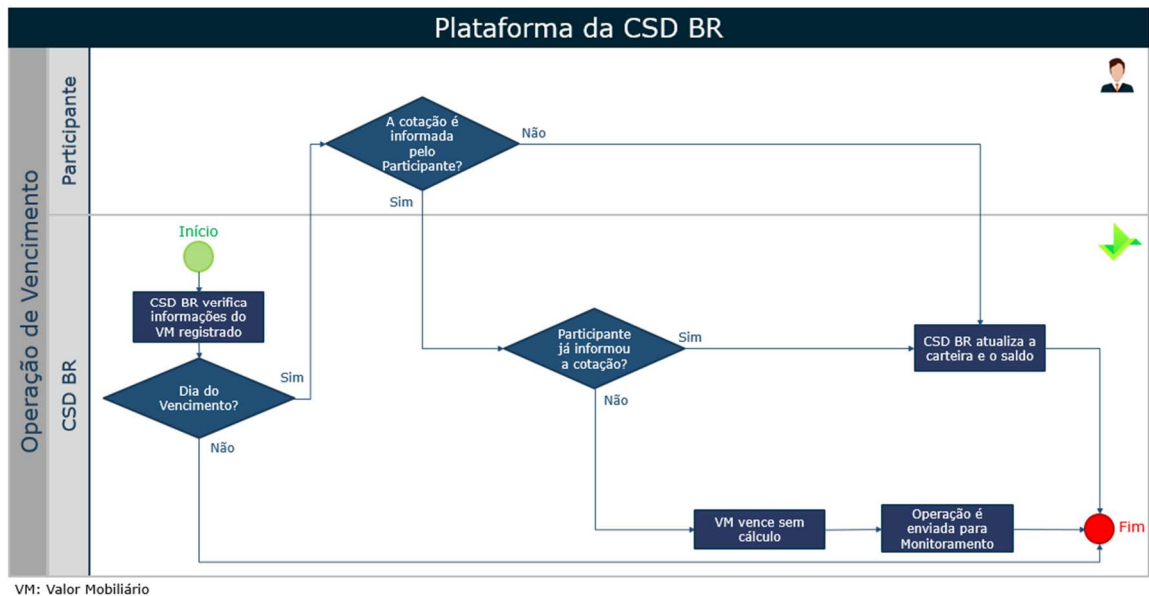 Plataforma da CSD BR
Operação de Vencimento
Participante
A cotação é
informada
pelo
Participante?
Não
Sim
CSD BR
Início
CSD BR verifica
informações do
VM registrado
Dia do
Vencimento?
Sim
Não
Participante
já informou
a cotação?
Sim
Não
CSD BR atualiza a
carteira e o saldo
VM vence sem
cálculo
Operação é
enviada para
Monitoramento
Fim
VM: Valor Mobiliário